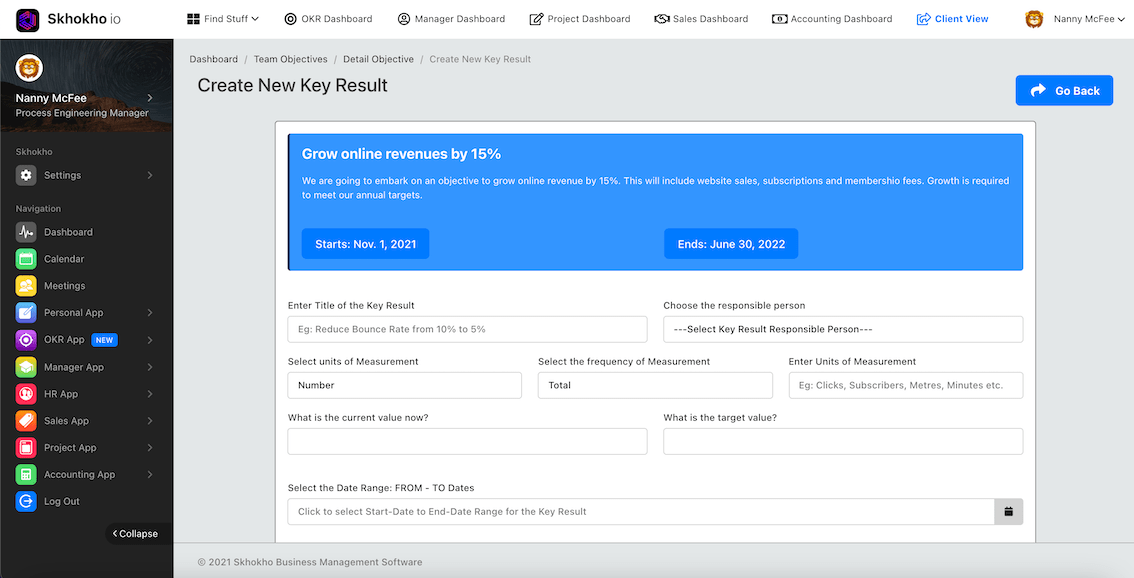 Skhokho io
Find Stuff
OKR Dashboard
Manager Dashboard
Project Dashboard
Sales Dashboard
Accounting Dashboard
Client View
Nanny McFee
Nanny McFee
Process Engineering Manager
Skhokho
Settings
Navigation
Dashboard
Calendar
Meetings
Personal App
OKR App NEW
Manager App
HR App
Sales App
Project App
Accounting App
Log Out
Collapse
Dashboard / Team Objectives / Detail Objective / Create New Key Result
Create New Key Result
Go Back
Grow online revenues by 15%
We are going to embark on an objective to grow online revenue by 15%. This will include website sales, subscriptions and membershio fees. Growth is required
to meet our annual targets.
Starts: Nov. 1, 2021
Ends: June 30, 2022
Enter Title of the Key Result
Eg: Reduce Bounce Rate from 10% to 5%
Choose the responsible person
---Select Key Result Responsible Person---
Select units of Measurement
Number
Select the frequency of Measurement
Total
Enter Units of Measurement
Eg: Clicks, Subscribers, Metres, Minutes etc.
What is the current value now?
What is the target value?
Select the Date Range: FROM - TO Dates
Click to select Start-Date to End-Date Range for the Key Result
© 2021 Skhokho Business Management Software